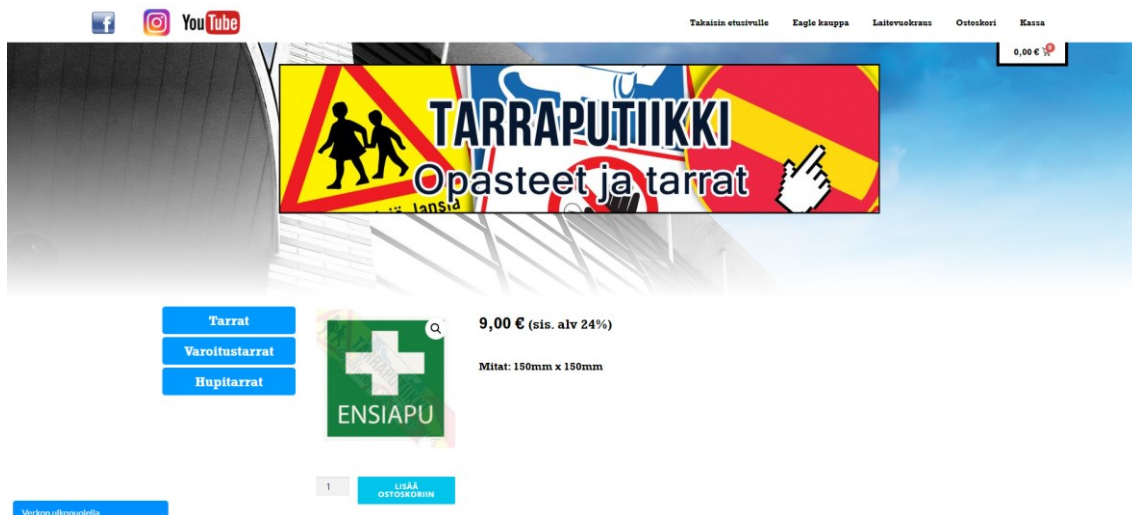 You Tube
Takaisin etusivulle Eagle kauppa Laitevuokraus Ostoskori Kassa
0,00 € 0
TARRAPUTIIKKI
Opasteet ja tarrat
Tarrat
Varoitustarrat
Hupitarrat
9,00 € (sis. alv 24%)
Mitat: 150mm x 150mm
TARRAPUTIIKKI
ENSIAPU
1
LISÄÄ
OSTOSKORIIN
Verkon ulkopuolella